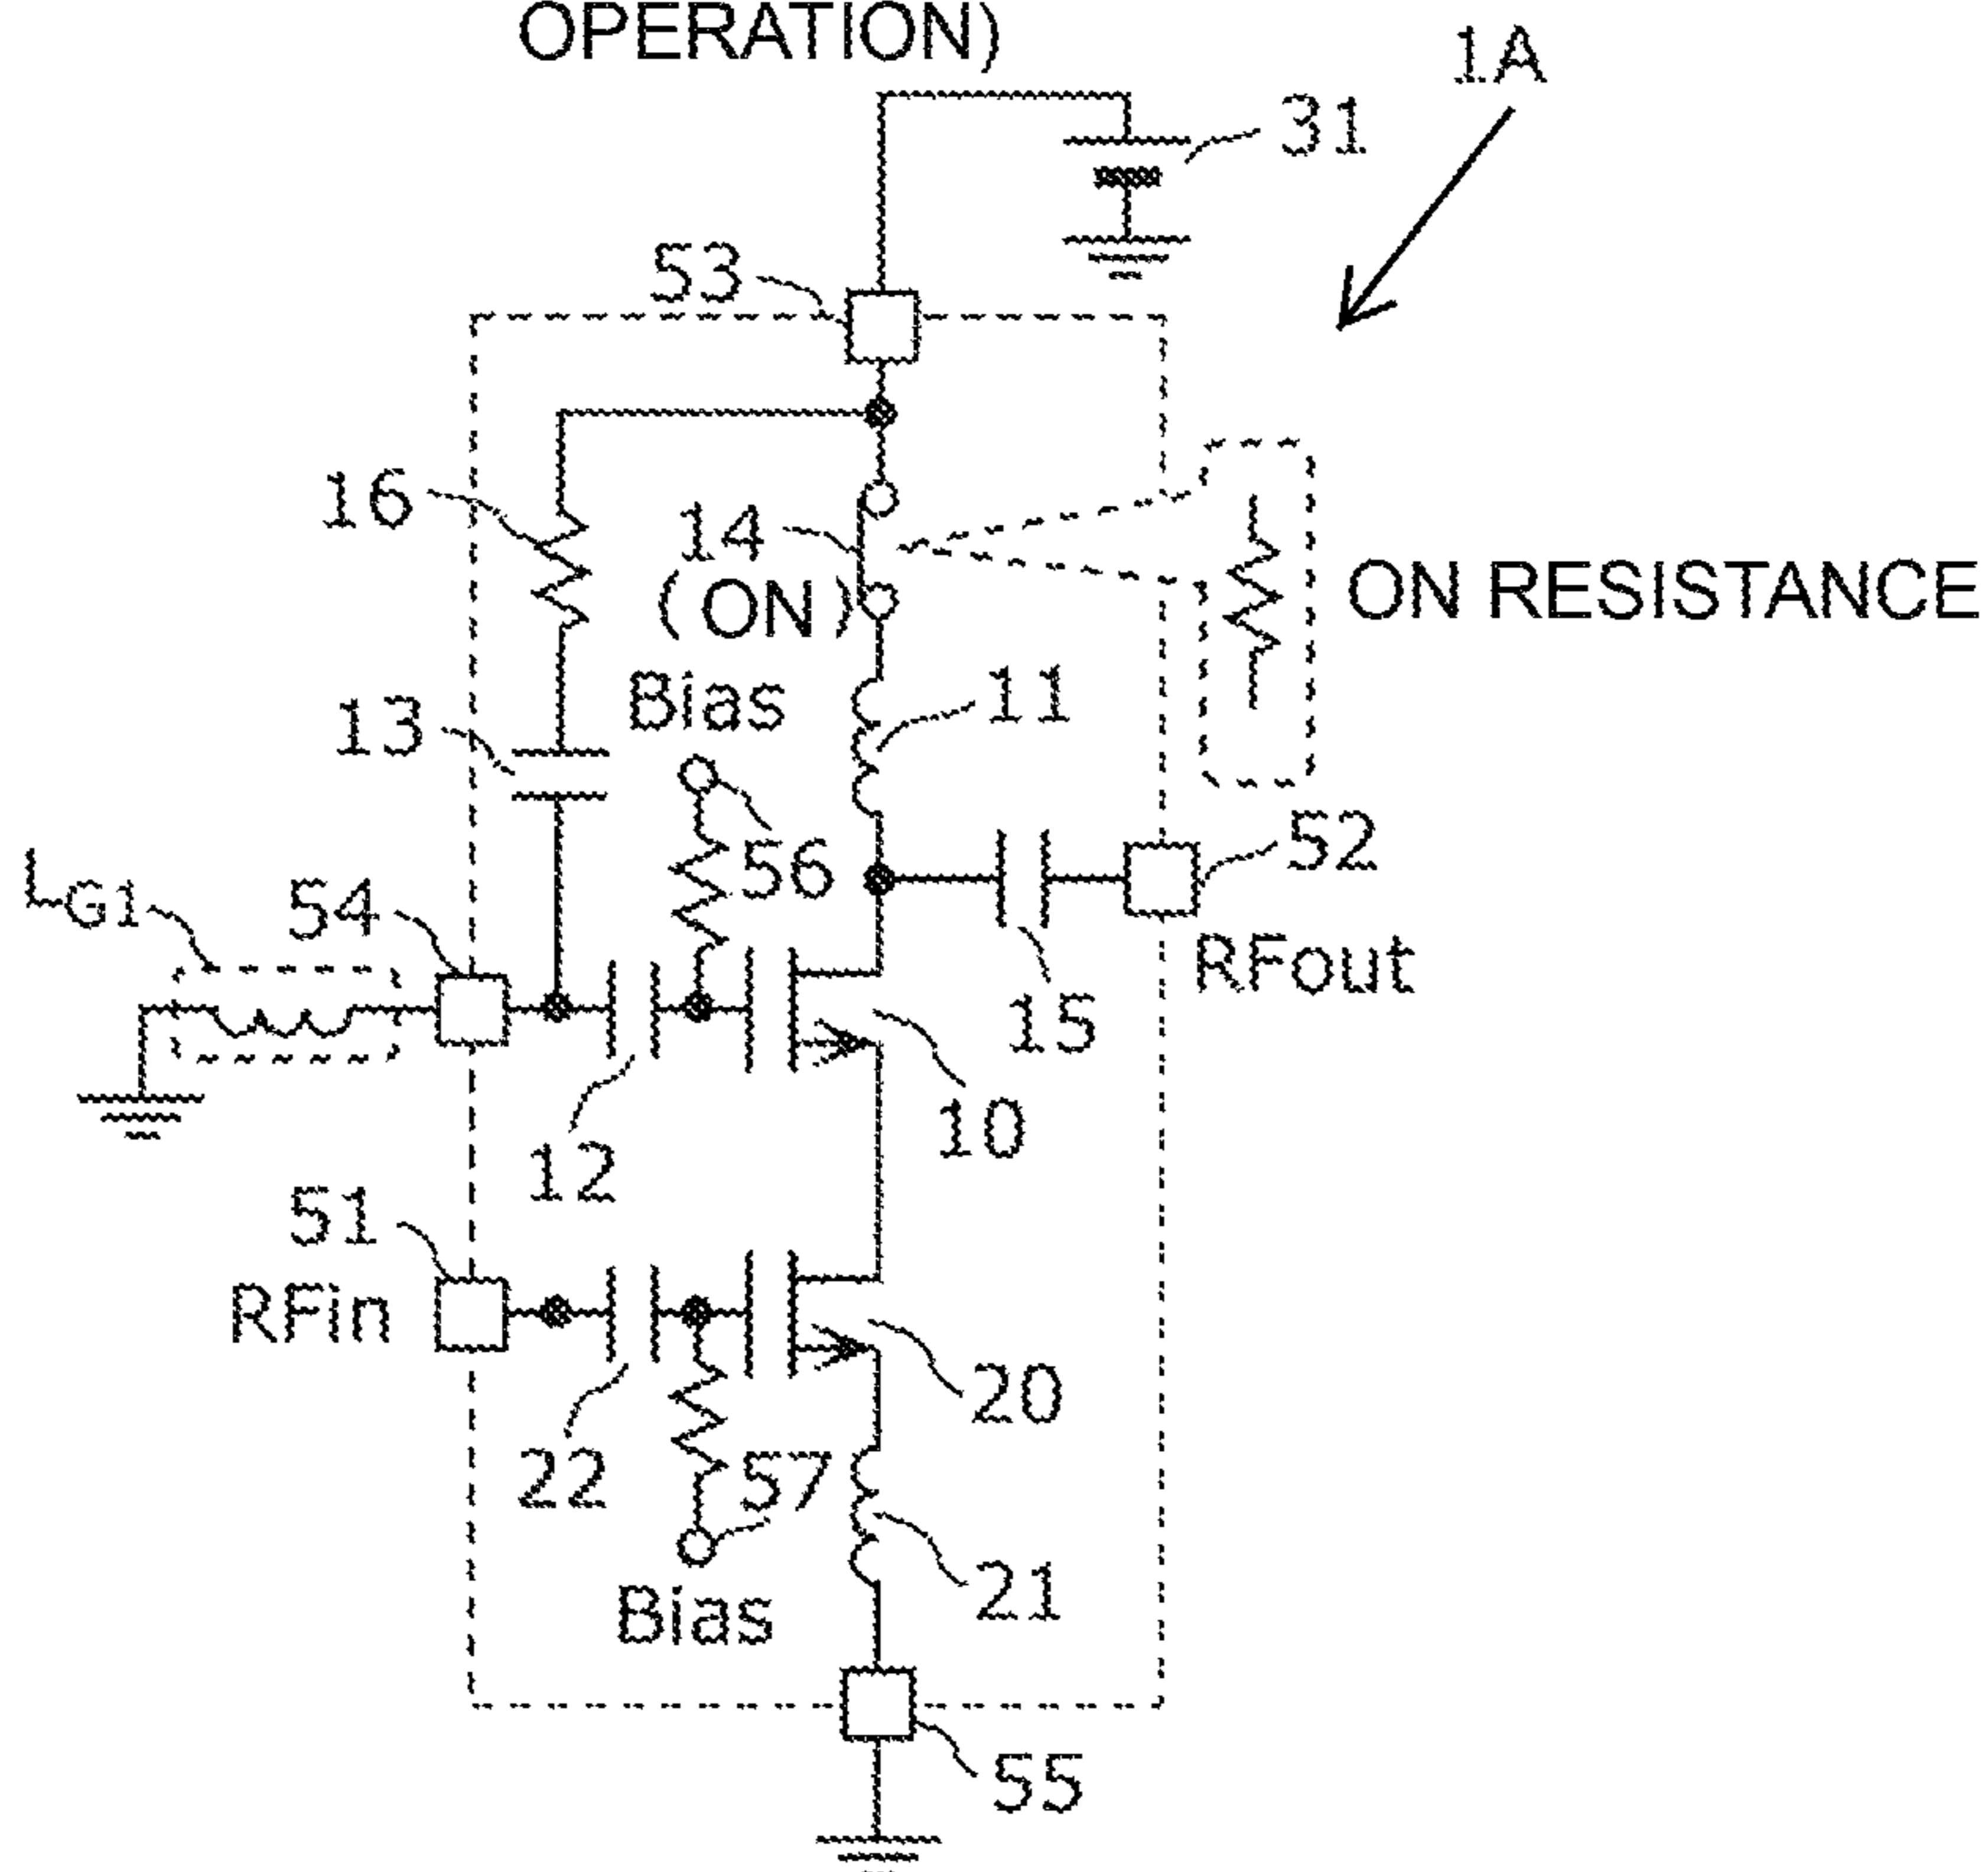 OPERATION)
1A
31
53
16
14
(ON)
ON RESISTANCE
13
Bias
11
56
52
LG1
54
RFout
15
10
12
51
RFin
20
22
57
21
Bias
55